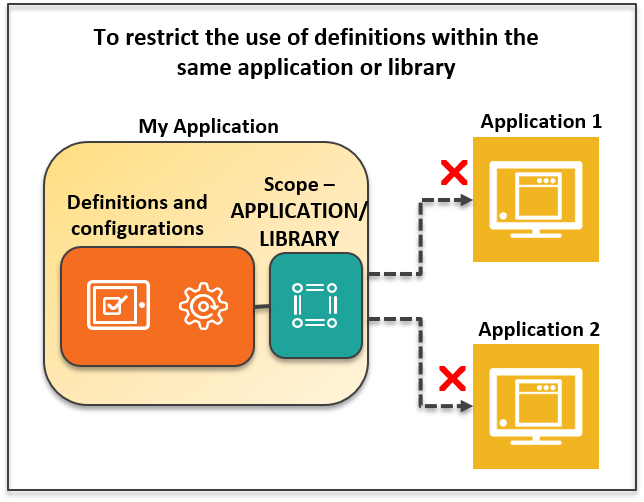 To restrict the use of definitions within the
same application or library
My Application
Definitions and
configurations
Scope –
APPLICATION/
LIBRARY
Application 1
Application 2